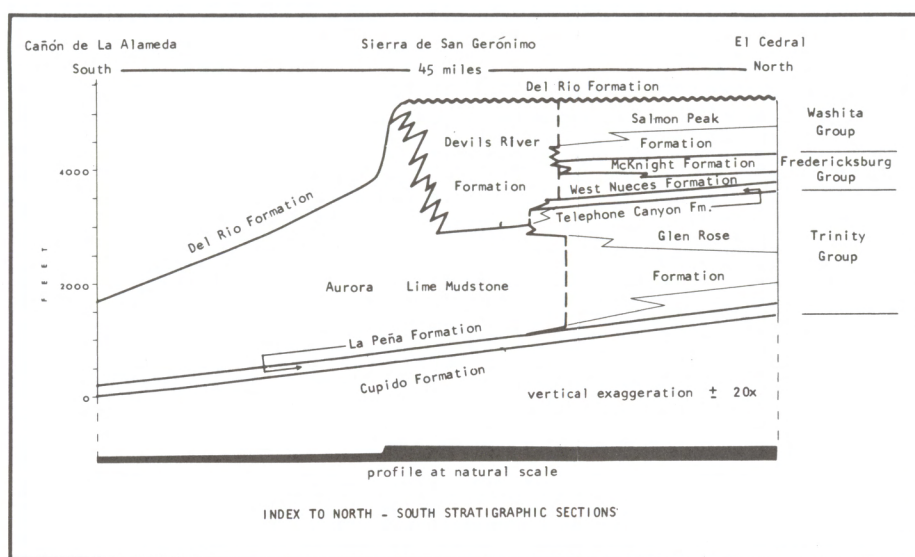 Cañón de La Alameda Sierra de San Gerónimo El Cedral
South 45 miles North
Del Rio Formation
Salmon Peak
Washita
Group
Devils RIver
Formation
4000
McKnight Formation
Fredericksburg
Group
Formation
West Nueces Formation
Del Rio Formation
Telephone Canyon Fm.
Glen Rose
Trinity
Group
FEET
2000
Aurora Lime Mudstone
Formation
La Peña Formation
Cupido Formation
0
vertical exaggeration ± 20x
profile at natural scale
INDEX TO NORTH - SOUTH STRATIGRAPHIC SECTIONS